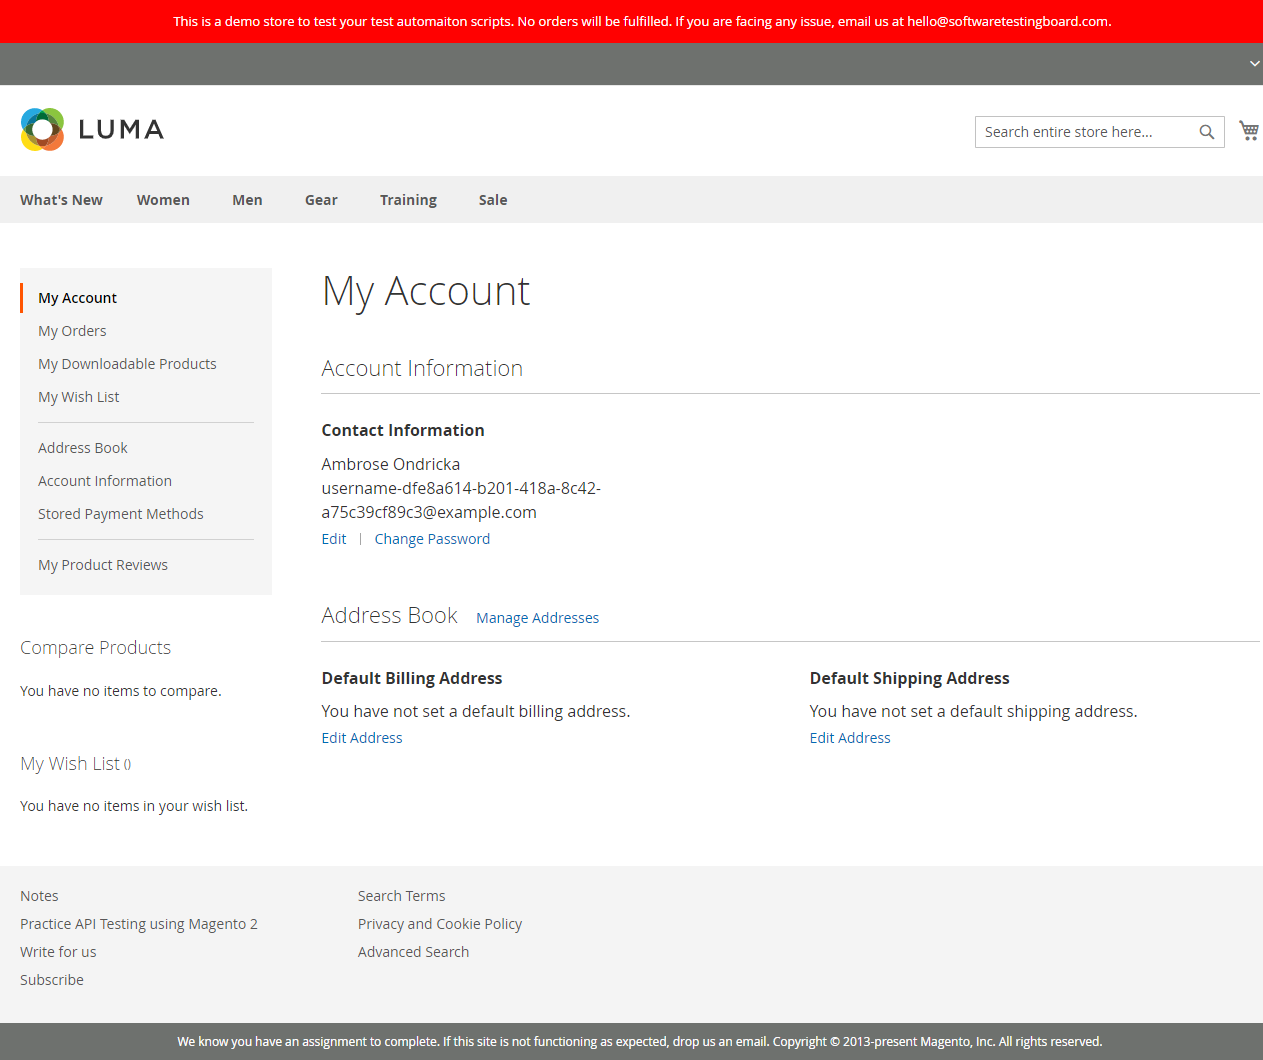 This is a demo store to test your test automaiton scripts. No orders will be fulfilled. If you are facing any issue, email us at hello@softwaretestingboard.com.
LUMA
Search entire store here...
What's New Women Men Gear Training Sale
My Account
My Orders
My Downloadable Products
My Wish List
Address Book
Account Information
Stored Payment Methods
My Product Reviews
Compare Products
You have no items to compare.
My Wish List ()
You have no items in your wish list.
My Account
Account Information
Contact Information
Ambrose Ondricka
username-dfe8a614-b201-418a-8c42-
a75c39cf89c3@example.com
Edit | Change Password
Address Book Manage Addresses
Default Billing Address
You have not set a default billing address.
Edit Address
Default Shipping Address
You have not set a default shipping address.
Edit Address
Notes
Practice API Testing using Magento 2
Write for us
Subscribe
Search Terms
Privacy and Cookie Policy
Advanced Search
We know you have an assignment to complete. If this site is not functioning as expected, drop us an email. Copyright © 2013-present Magento, Inc. All rights reserved.